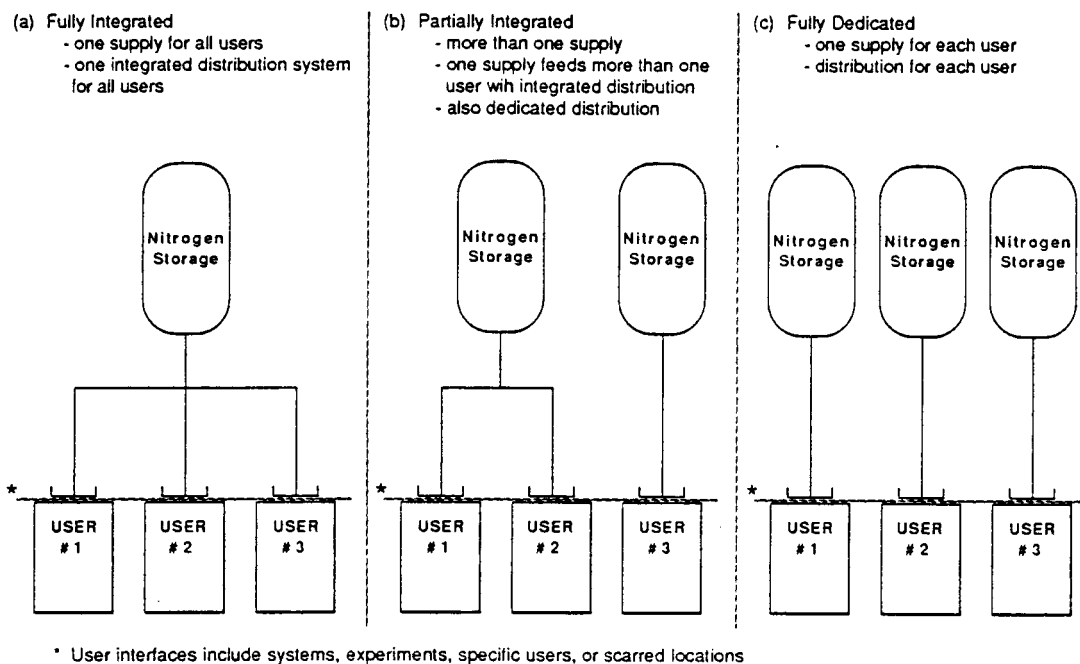 (a) Fully Integrated
- one supply for all users
- one integrated distribution system
for all users
Nitrogen
Storage
*
USER
# 1
USER
# 2
USER
# 3
(b) Partially Integrated
- more than one supply
- one supply feeds more than one
user wih integrated distribution
- also dedicated distribution
Nitrogen
Storage
Nitrogen
Storage
*
USER
# 1
USER
# 2
USER
# 3
(c) Fully Dedicated
- one supply for each user
- distribution for each user
Nitrogen
Storage
Nitrogen
Storage
Nitrogen
Storage
*
USER
# 1
USER
# 2
USER
# 3
* User interfaces include systems, experiments, specific users, or scarred locations